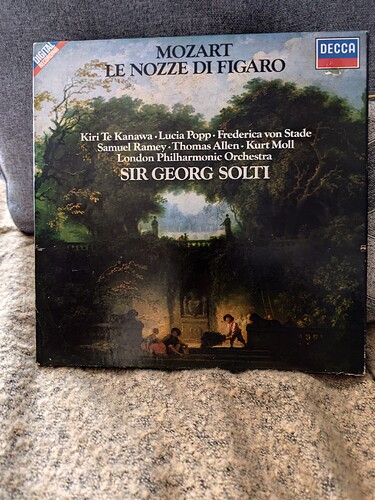 DIGITAL
RECORDING
MOZART
LE NOZZE DI FIGARO
DECCA
Kiri Te Kanawa · Lucia Popp · Frederica von Stade
Samuel Ramey · Thomas Allen · Kurt Moll
London Philharmonic Orchestra
SIR GEORG SOLTI